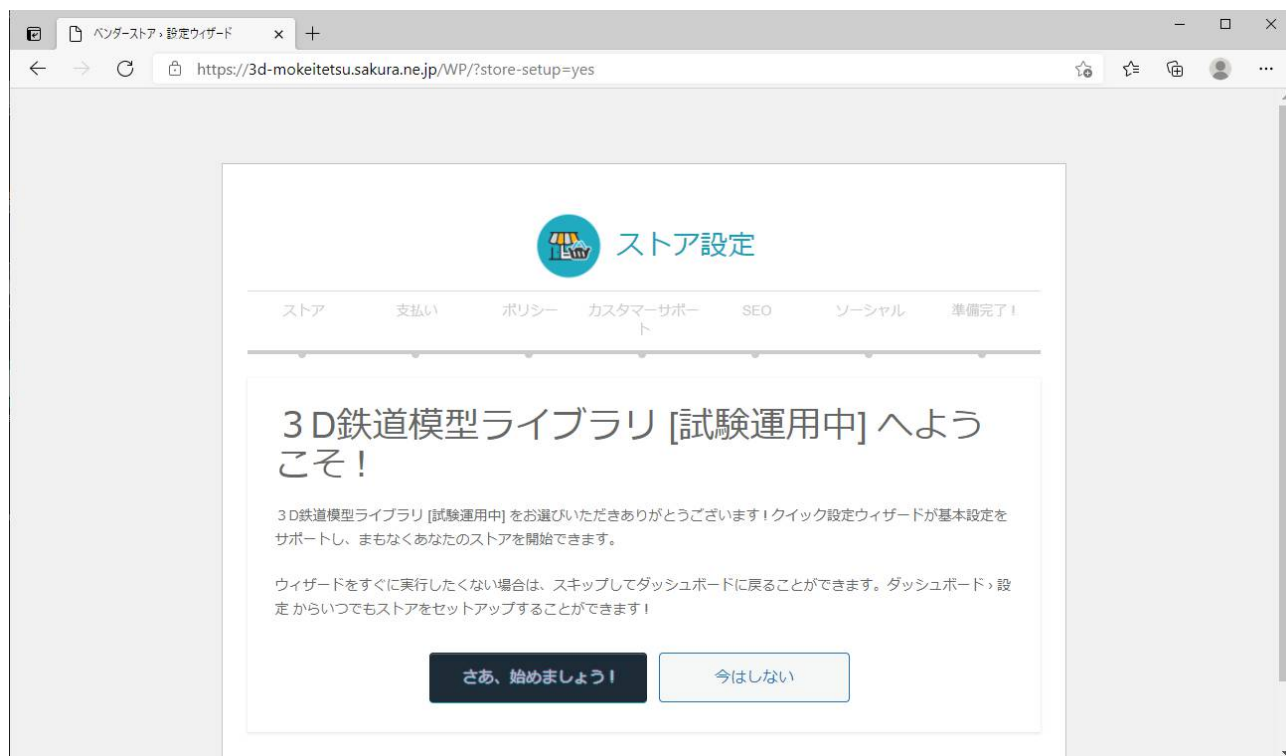 ベンダーストア › 設定ウィザード
https://3d-mokeitetsu.sakura.ne.jp/WP/?store-setup=yes
ストア設定
ストア 支払い ポリシー カスタマーサポー SEO ソーシャル 準備完了！
ト
３D鉄道模型ライブラリ [試験運用中] へよう
こそ！
３D鉄道模型ライブラリ [試験運用中] をお選びいただきありがとうございます！クイック設定ウィザードが基本設定を
サポートし、まもなくあなたのストアを開始できます。
ウィザードをすぐに実行したくない場合は、スキップしてダッシュボードに戻ることができます。ダッシュボード › 設
定 からいつでもストアをセットアップすることができます！
さあ、始めましょう！ 今はしない